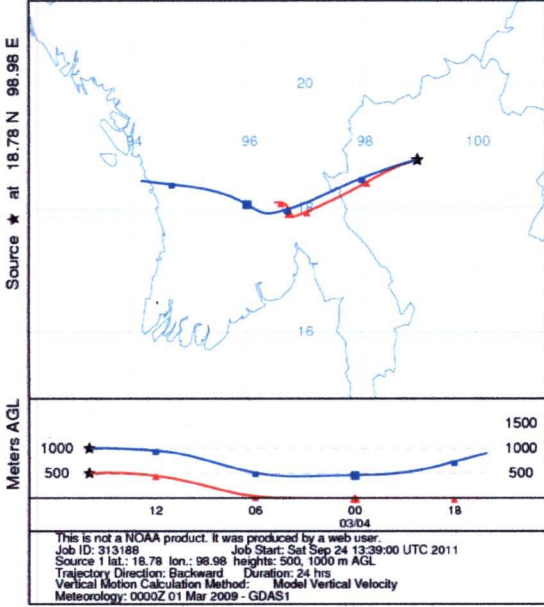 Source ★ at 18.78 N 98.98 E
20
94
96
98
100
18
16
Meters AGL
1500
1000
1000
500
500
12
06
00
18
03/04
This is not a NOAA product. It was produced by a web user.
Job ID: 313188 Job Start: Sat Sep 24 13:39:00 UTC 2011
Source 1 lat.: 18.78 lon.: 98.98 heights: 500, 1000 m AGL
Trajectory Direction: Backward Duration: 24 hrs
Vertical Motion Calculation Method: Model Vertical Velocity
Meteorology: 0000Z 01 Mar 2009 - GDAS1